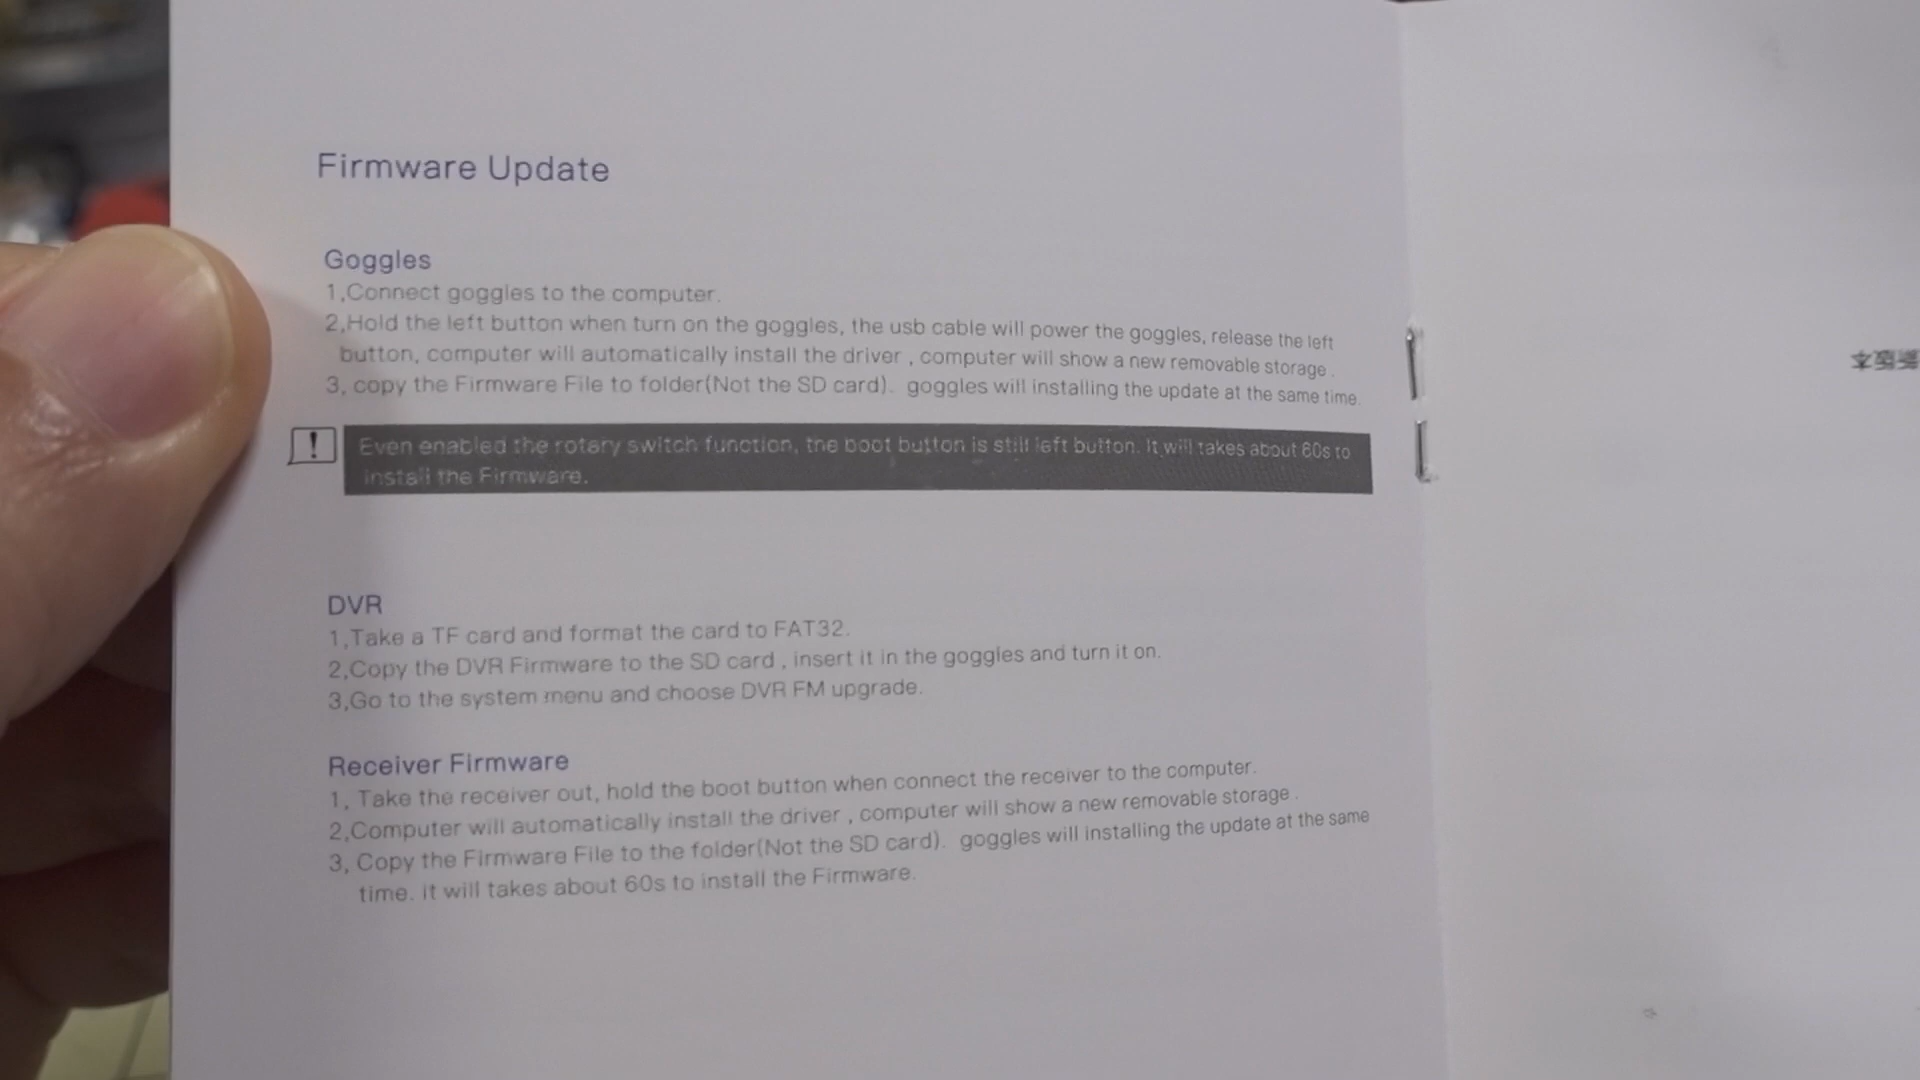 Firmware Update
Goggles
1,Connect goggles to the computer.
2,Hold the left button when turn on the goggles, the usb cable will power the goggles, release the left
button, computer will automatically install the driver , computer will show a new removable storage .
3, copy the Firmware File to folder(Not the SD card). goggles will installing the update at the same time.
! Even enabled the rotary switch function, the boot button is still left button. it will takes about 60s to
install the Firmware.
DVR
1,Take a TF card and format the card to FAT32.
2,Copy the DVR Firmware to the SD card , insert it in the goggles and turn it on.
3,Go to the system menu and choose DVR FM upgrade.
Receiver Firmware
1, Take the receiver out, hold the boot button when connect the receiver to the computer.
2,Computer will automatically install the driver , computer will show a new removable storage .
3, Copy the Firmware File to the folder(Not the SD card). goggles will installing the update at the same
time. it will takes about 60s to install the Firmware.